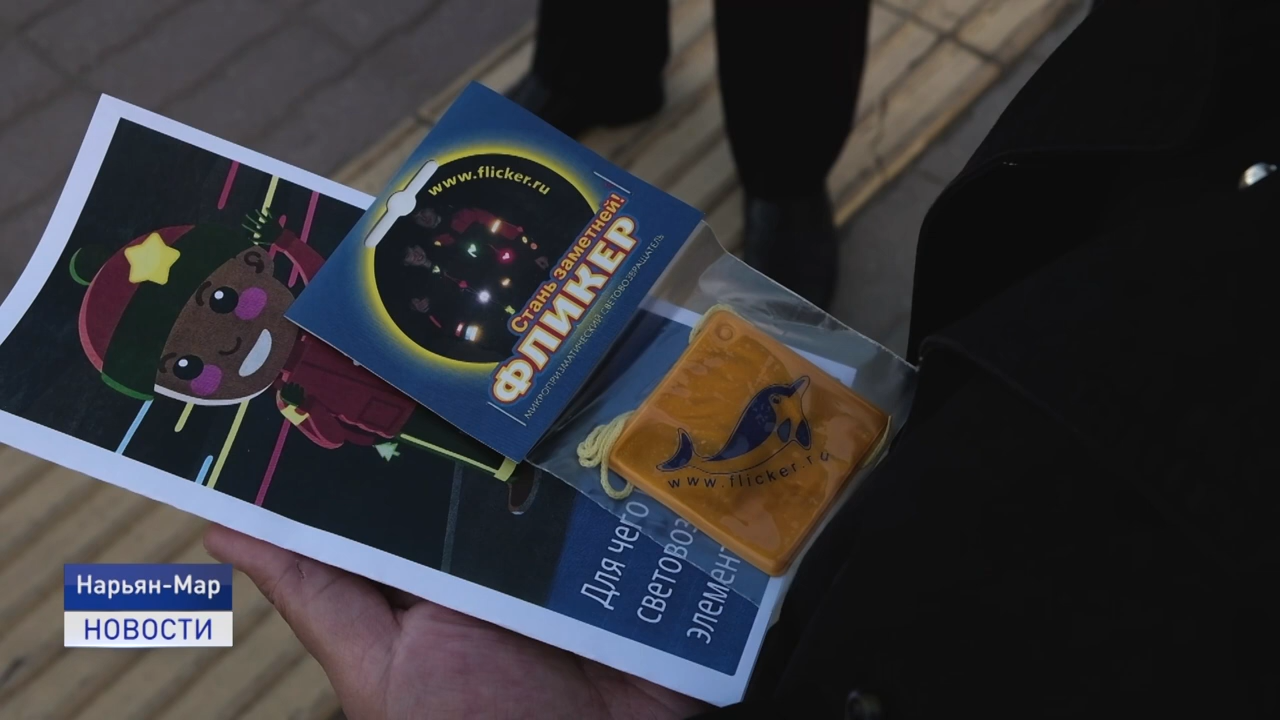 www.flicker.ru
Стань заметней!
ФЛИКЕР
МИКРОПРИЗМАТИЧЕСКИЙ СВЕТОВОЗВРАЩАТЕЛЬ
www.flicker.ru
Для чего
световоз
элемент
Нарьян-Мар
НОВОСТИ